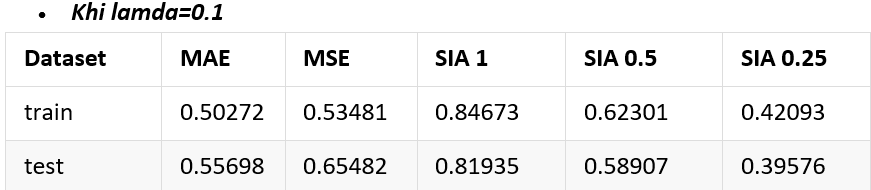 • Khi lamda=0.1
Dataset MAE MSE SIA 1 SIA 0.5 SIA 0.25
train 0.50272 0.53481 0.84673 0.62301 0.42093
test 0.55698 0.65482 0.81935 0.58907 0.39576